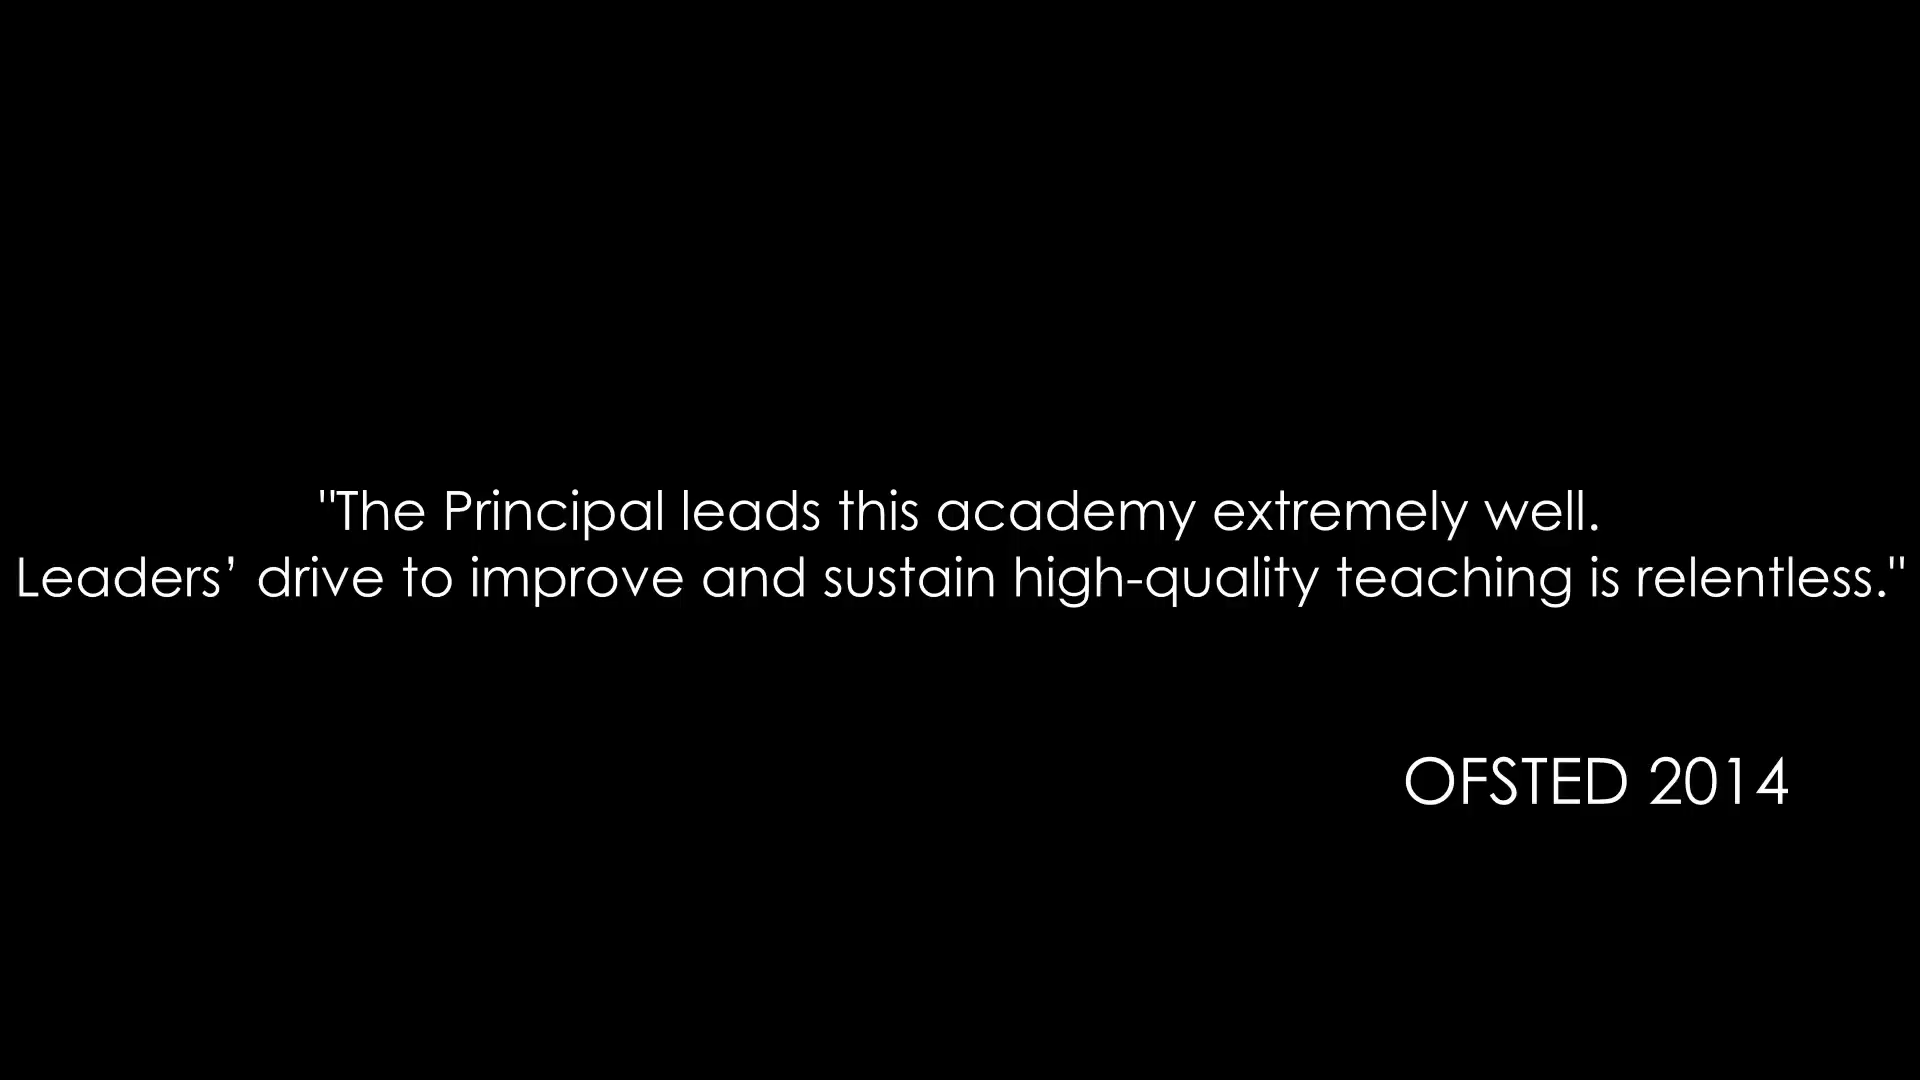 "The Principal leads this academy extremely well.
Leaders’ drive to improve and sustain high-quality teaching is relentless."
OFSTED 2014